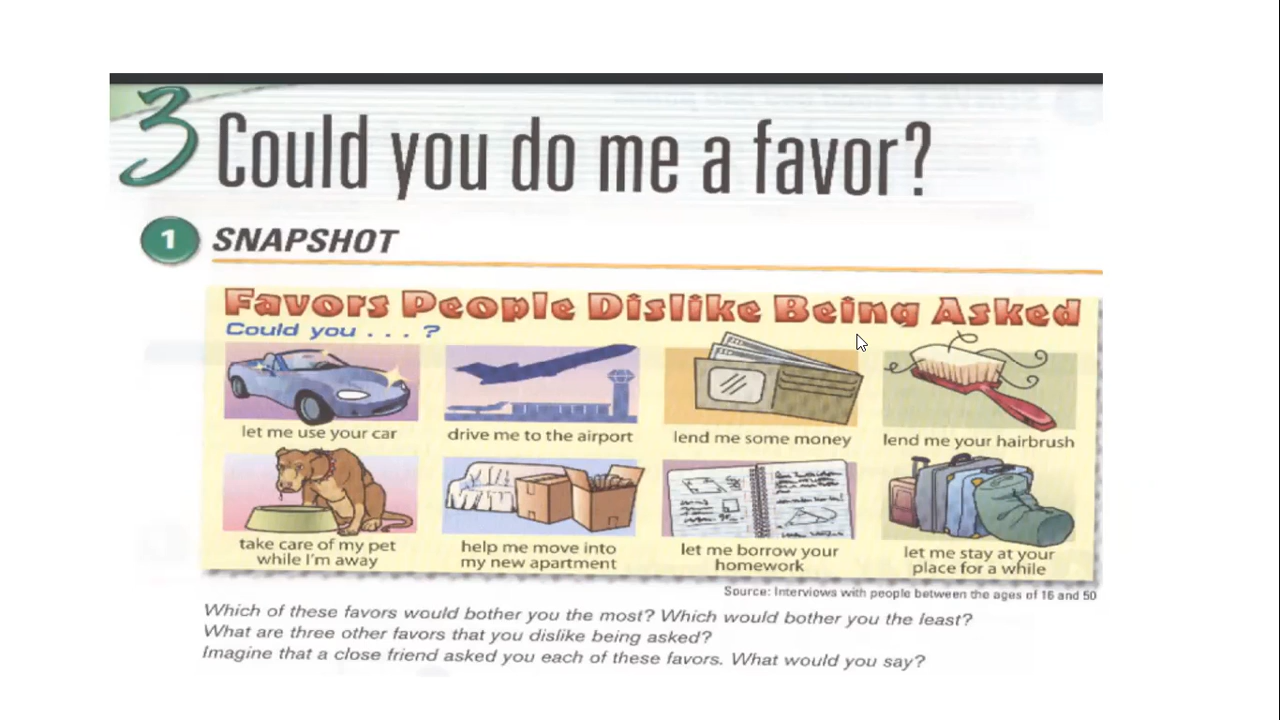 3 Could you do me a favor?
1 SNAPSHOT
Favors People Dislike Being Asked
Could you . . . ?
let me use your car
drive me to the airport
lend me some money
lend me your hairbrush
take care of my pet
while I'm away
help me move into
my new apartment
let me borrow your
homework
let me stay at your
place for a while
Source: Interviews with people between the ages of 16 and 50
Which of these favors would bother you the most? Which would bother you the least?
What are three other favors that you dislike being asked?
Imagine that a close friend asked you each of these favors. What would you say?